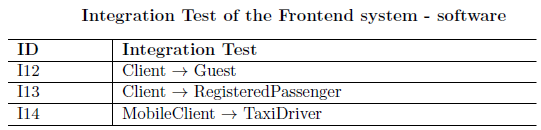 Integration Test of the Frontend system - software
ID Integration Test
I12 Client → Guest
I13 Client → RegisteredPassenger
I14 MobileClient → TaxiDriver